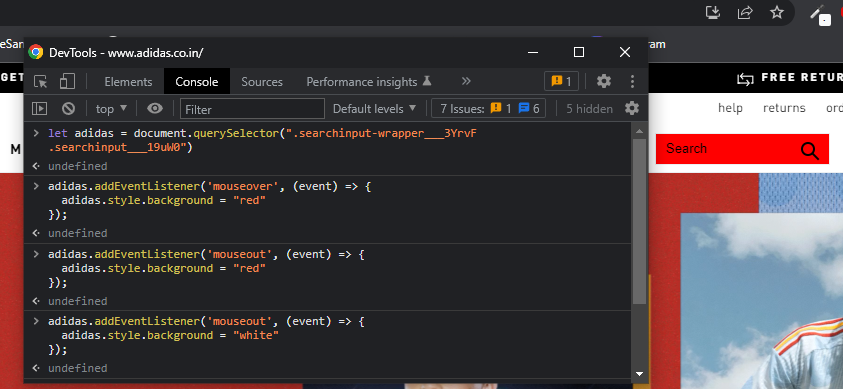 eSan
ram
DevTools - www.adidas.co.in/
GET
FREE RETUR
Elements Console Sources Performance insights » 1
top Filter Default levels 7 Issues: 1 6 5 hidden
help returns ord
let adidas = document.querySelector(".searchinput-wrapper___3YrvF
.searchinput___19uW0")
M
Search
undefined
adidas.addEventListener('mouseover', (event) => {
adidas.style.background = "red"
});
undefined
adidas.addEventListener('mouseout', (event) => {
adidas.style.background = "red"
});
undefined
adidas.addEventListener('mouseout', (event) => {
adidas.style.background = "white"
});
undefined